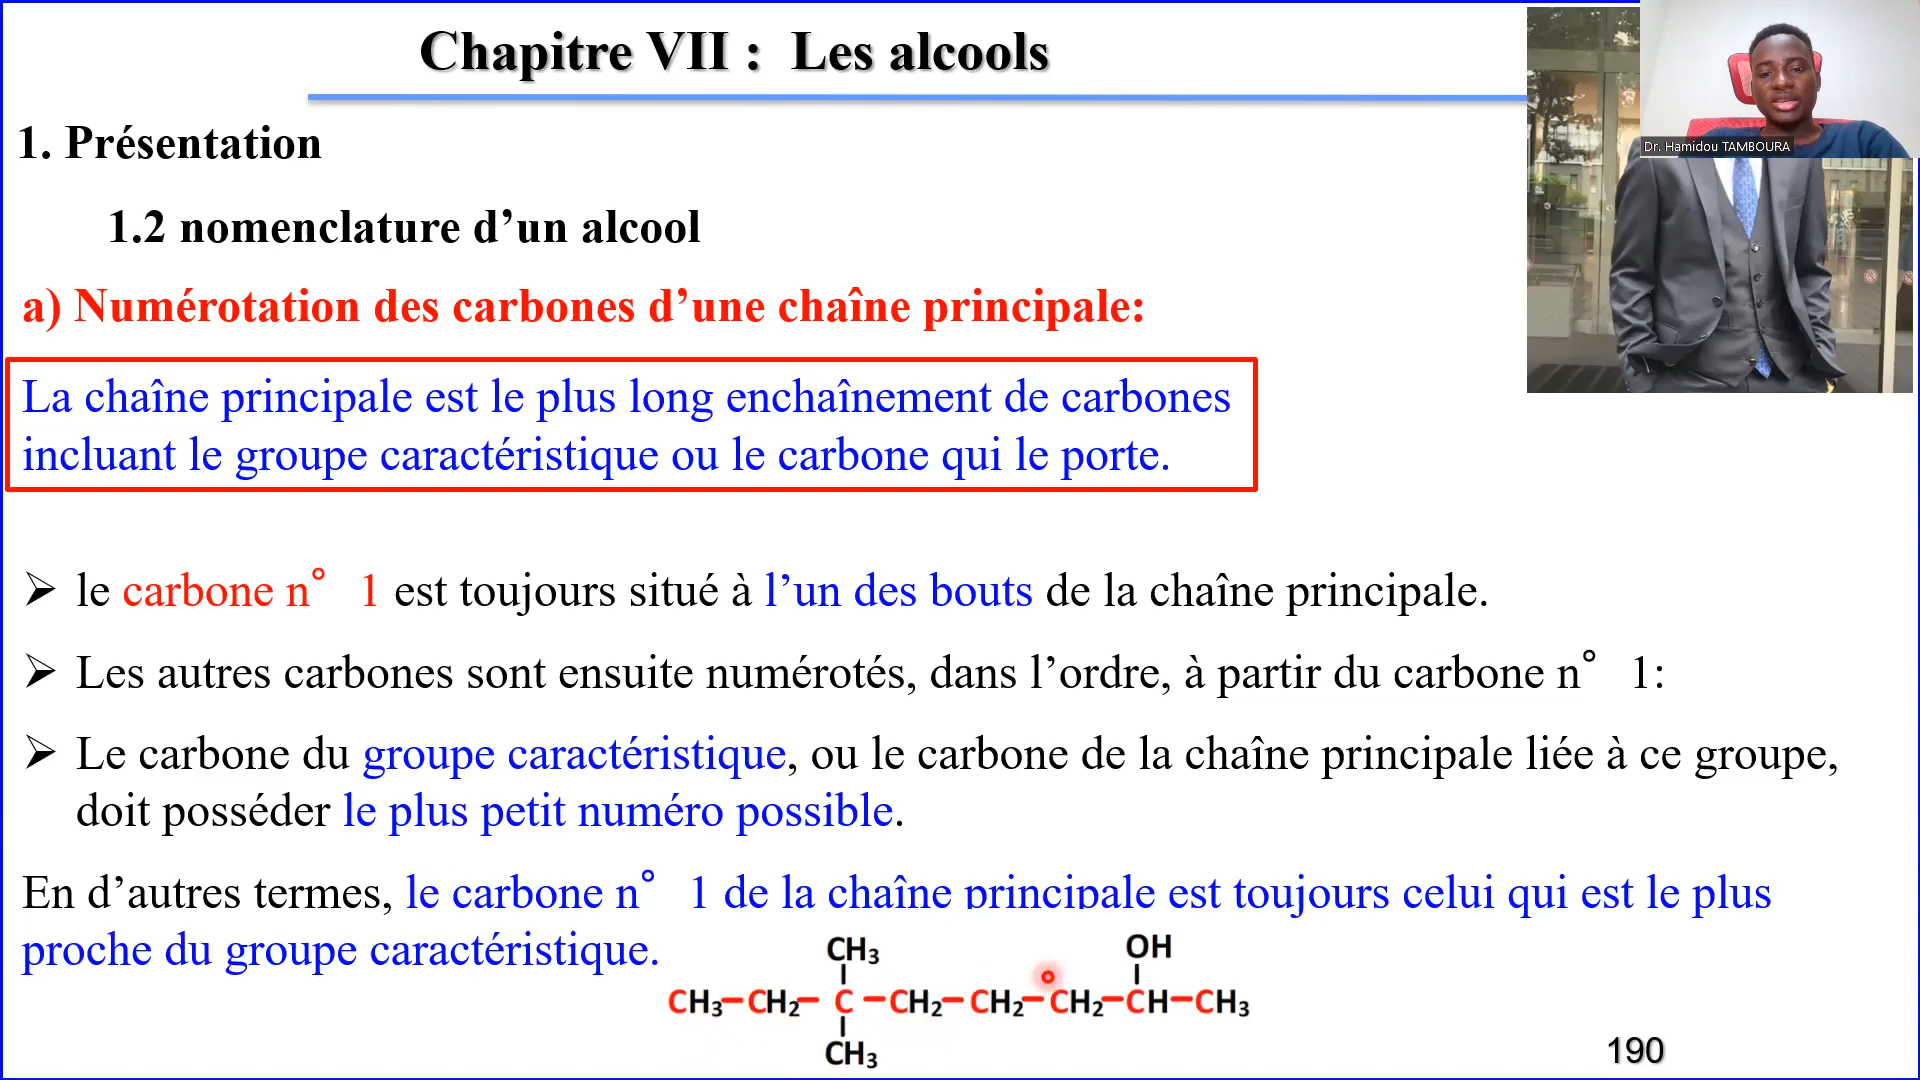 Chapitre VII : Les alcools
Dr. Hamidou TAMBOURA
1. Présentation
1.2 nomenclature d’un alcool
a) Numérotation des carbones d’une chaîne principale:
La chaîne principale est le plus long enchaînement de carbones
incluant le groupe caractéristique ou le carbone qui le porte.
➢ le carbone n° 1 est toujours situé à l’un des bouts de la chaîne principale.
➢ Les autres carbones sont ensuite numérotés, dans l’ordre, à partir du carbone n° 1:
➢ Le carbone du groupe caractéristique, ou le carbone de la chaîne principale liée à ce groupe,
doit posséder le plus petit numéro possible.
En d’autres termes, le carbone n° 1 de la chaîne principale est toujours celui qui est le plus
proche du groupe caractéristique.
CH₃ OH
CH₃–CH₂–C–CH₂–CH₂–CH₂–CH–CH₃
CH₃
190